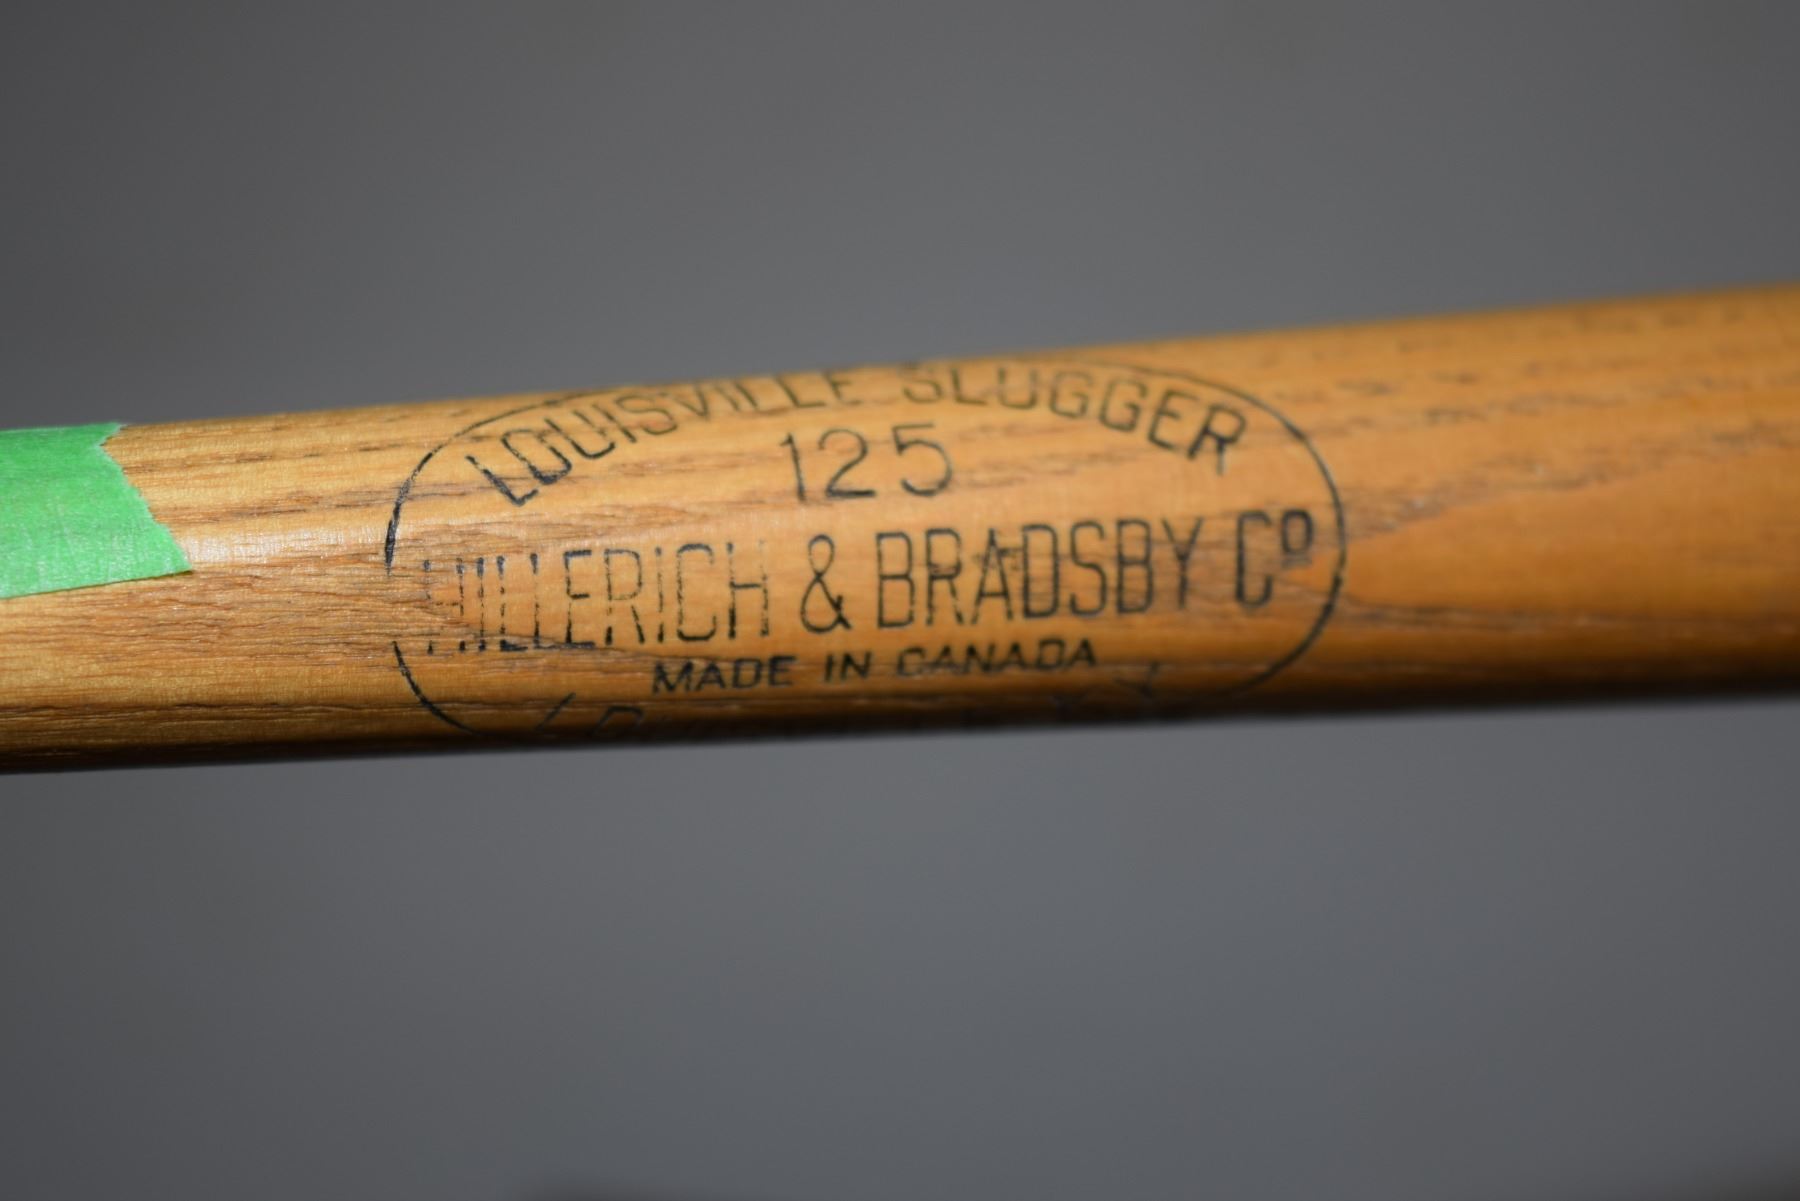 LOUISVILLE SLUGGER
125
HILLERICH & BRADSBY Cº
MADE IN CANADA